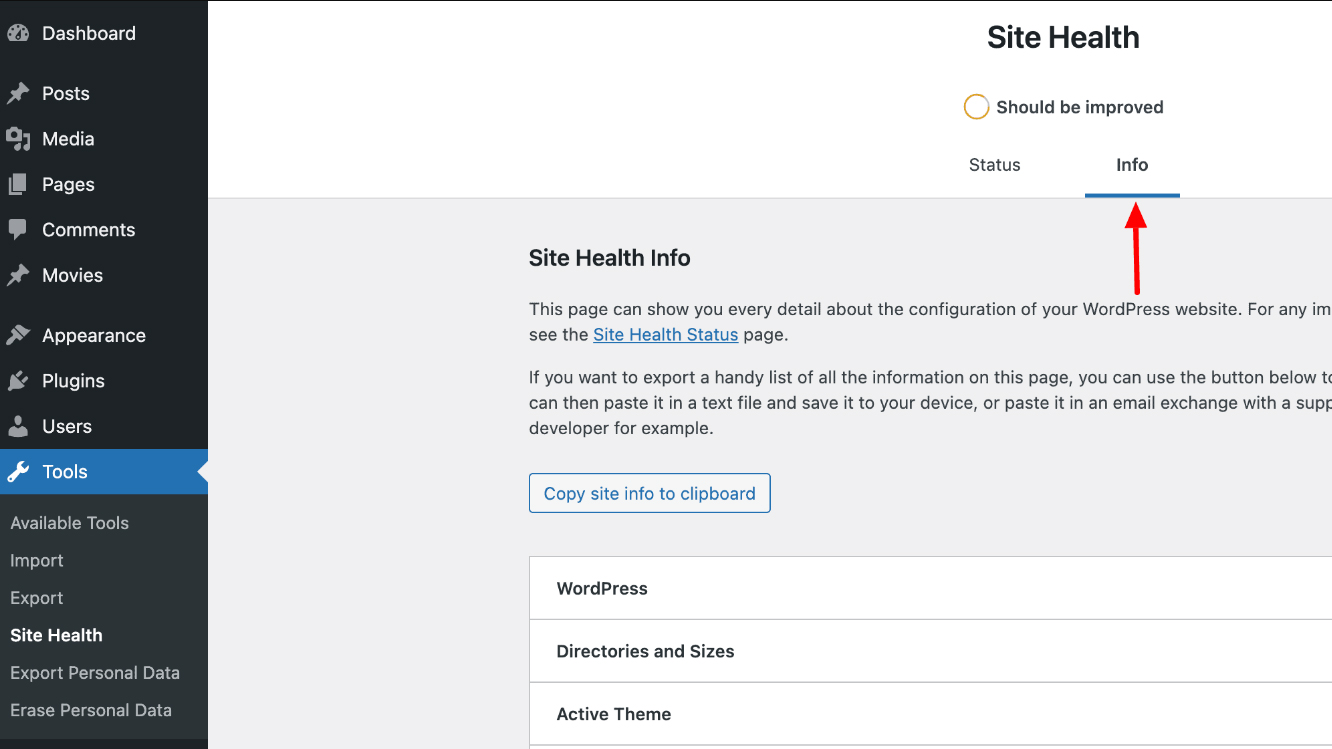 Dashboard
Posts
Media
Pages
Comments
Movies
Appearance
Plugins
Users
Tools
Available Tools
Import
Export
Site Health
Export Personal Data
Erase Personal Data
Site Health
Should be improved
Status
Info
Site Health Info
This page can show you every detail about the configuration of your WordPress website. For any im
see the Site Health Status page.
If you want to export a handy list of all the information on this page, you can use the button below to
can then paste it in a text file and save it to your device, or paste it in an email exchange with a supp
developer for example.
Copy site info to clipboard
WordPress
Directories and Sizes
Active Theme